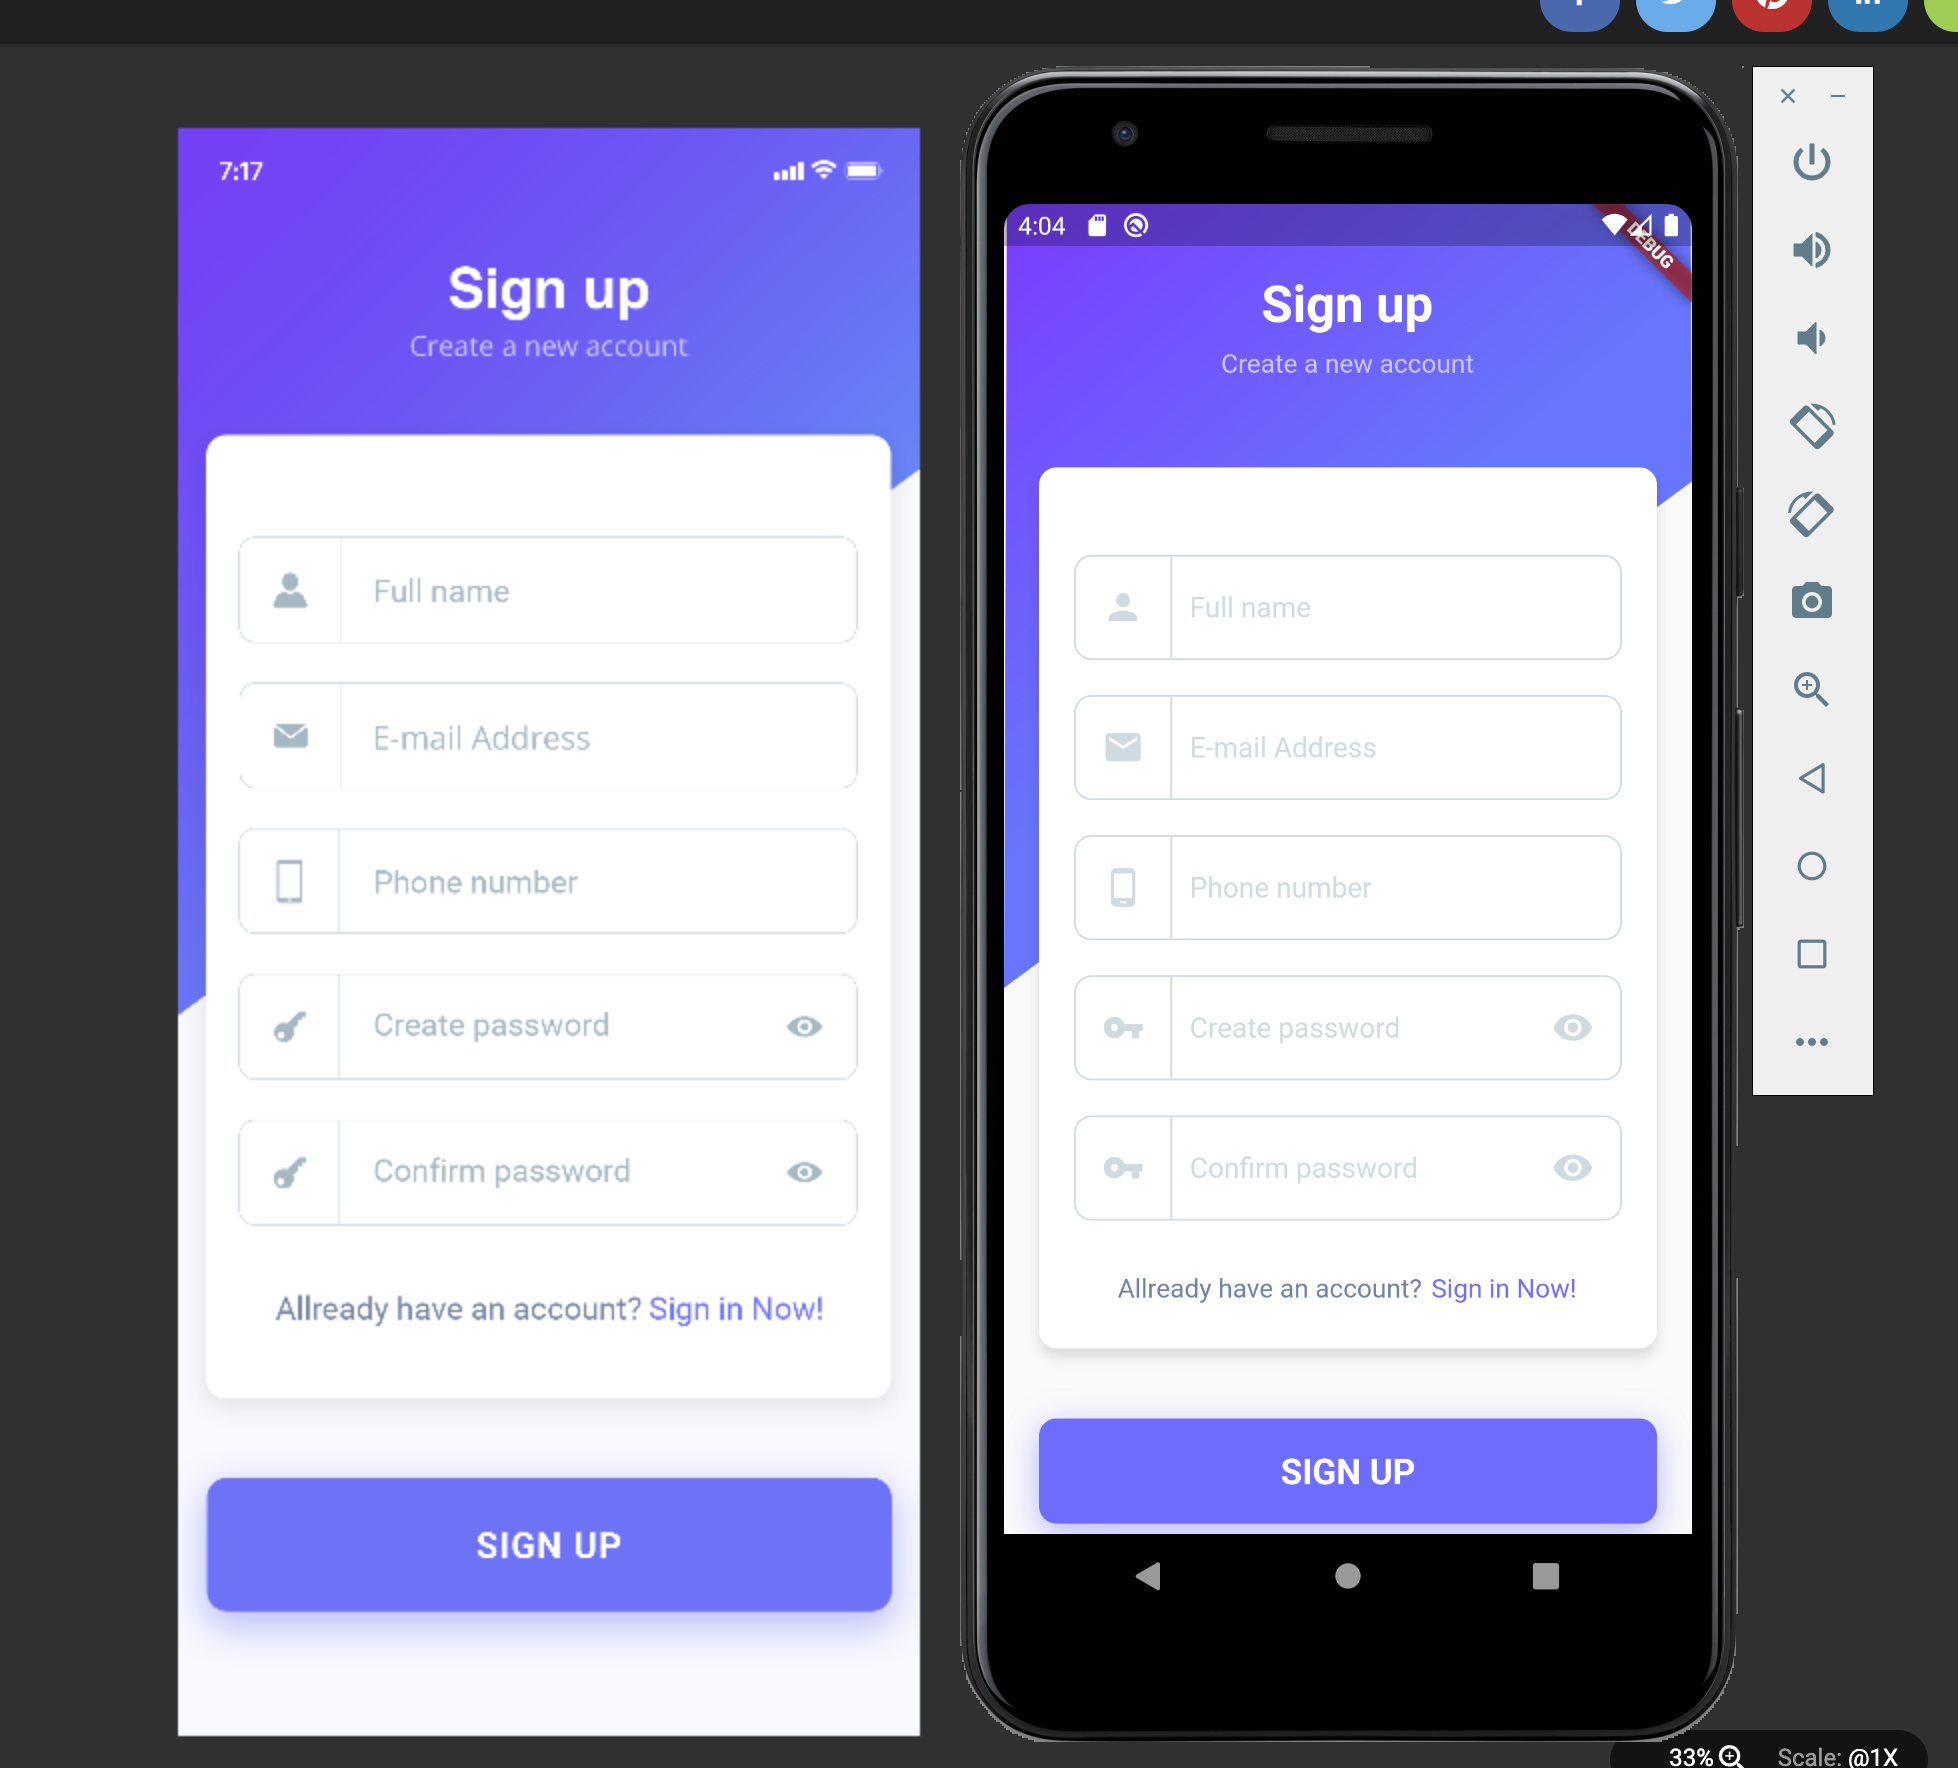 7:17
Sign up
Create a new account
Full name
E-mail Address
Phone number
Create password
Confirm password
Allready have an account? Sign in Now!
SIGN UP
4:04
DEBUG
Sign up
Create a new account
Full name
E-mail Address
Phone number
Create password
Confirm password
Allready have an account? Sign in Now!
SIGN UP
33% Scale: @1X